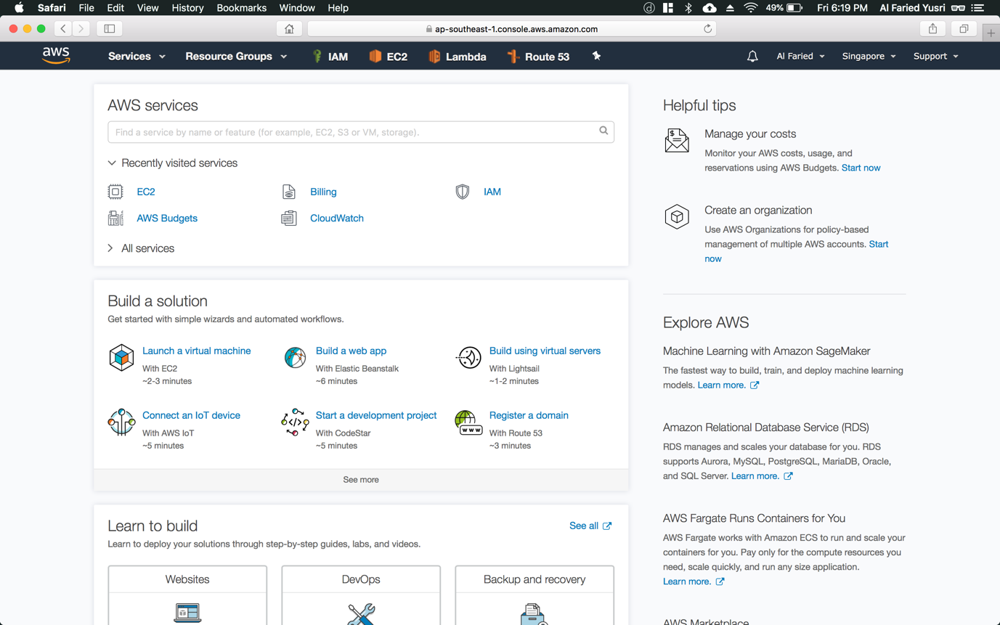 Safari File Edit View History Bookmarks Window Help 49% Fri 6:19 PM Al Faried Yusri
ap-southeast-1.console.aws.amazon.com
aws Services Resource Groups IAM EC2 Lambda Route 53 Al Faried Singapore Support
AWS services
Find a service by name or feature (for example, EC2, S3 or VM, storage).
Recently visited services
EC2 Billing IAM
AWS Budgets CloudWatch
All services
Build a solution
Get started with simple wizards and automated workflows.
Launch a virtual machine
With EC2
~2-3 minutes
Build a web app
With Elastic Beanstalk
~6 minutes
Build using virtual servers
With Lightsail
~1-2 minutes
Connect an IoT device
With AWS IoT
~5 minutes
Start a development project
With CodeStar
~5 minutes
Register a domain
With Route 53
~3 minutes
www
See more
Learn to build
See all
Learn to deploy your solutions through step-by-step guides, labs, and videos.
Websites DevOps Backup and recovery
Helpful tips
Manage your costs
Monitor your AWS costs, usage, and
reservations using AWS Budgets. Start now
Create an organization
Use AWS Organizations for policy-based
management of multiple AWS accounts. Start
now
Explore AWS
Machine Learning with Amazon SageMaker
The fastest way to build, train, and deploy machine learning
models. Learn more.
Amazon Relational Database Service (RDS)
RDS manages and scales your database for you. RDS
supports Aurora, MySQL, PostgreSQL, MariaDB, Oracle,
and SQL Server. Learn more.
AWS Fargate Runs Containers for You
AWS Fargate works with Amazon ECS to run and scale your
containers for you. Pay only for the compute resources you
need, scale quickly, and run any size application.
Learn more.
AWS Marketplace